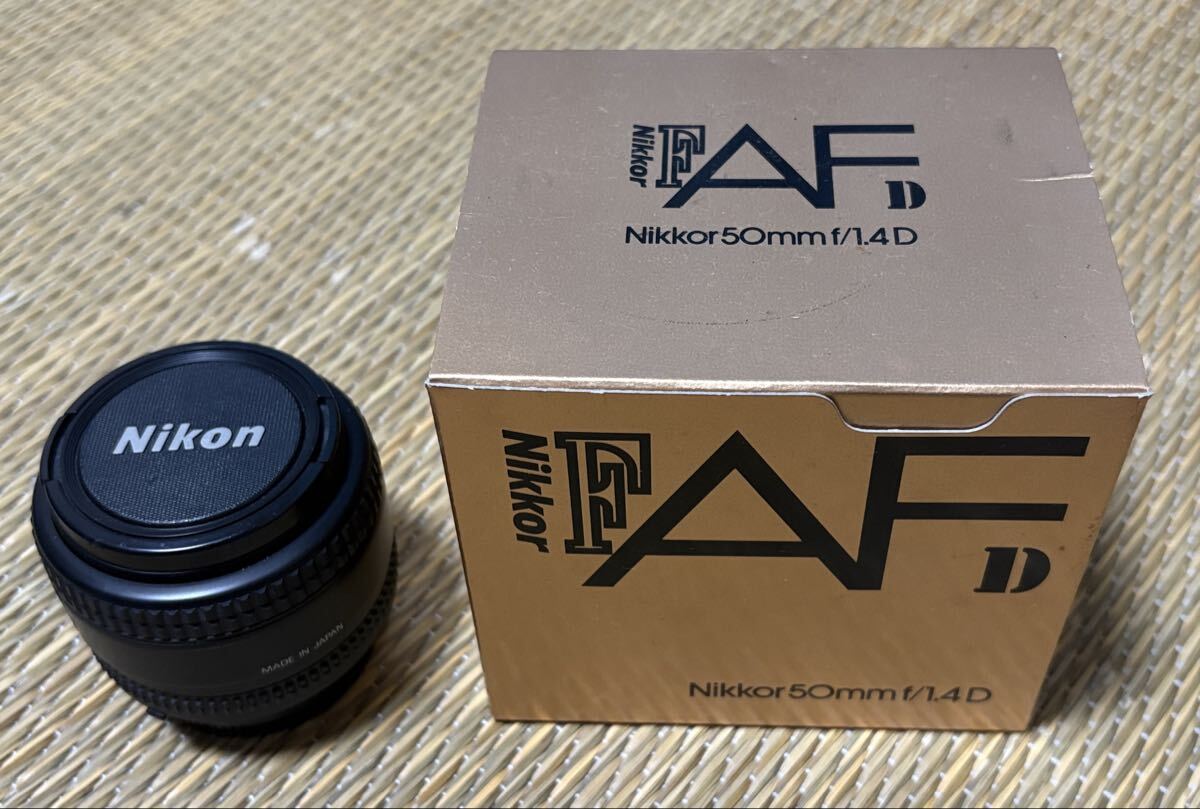 Nikkor
AF
D
Nikkor 50mm f/1.4 D
Nikon
MADE IN JAPAN
Nikkor
AF
D
Nikkor 50mm f/1.4 D